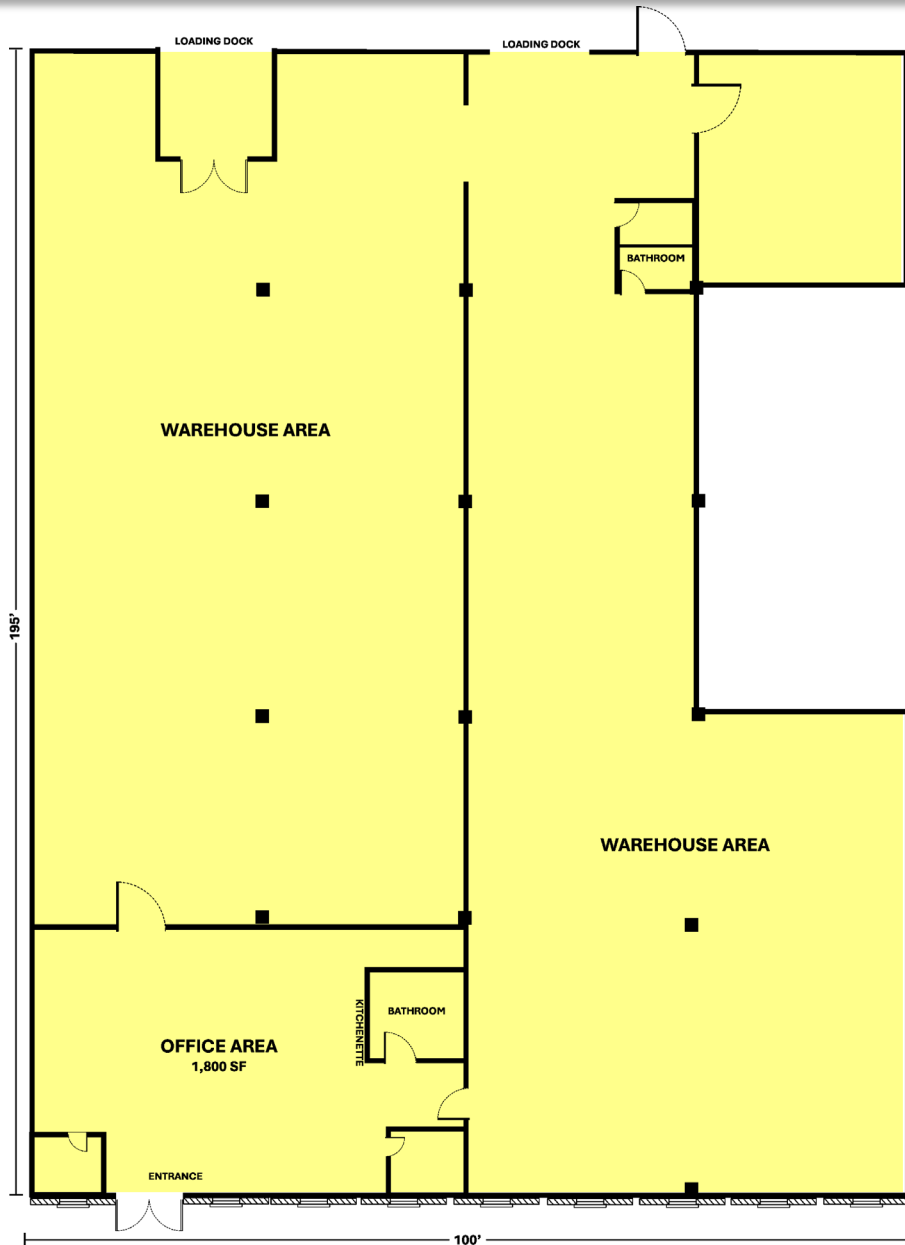 LOADING DOCK
LOADING DOCK
BATHROOM
WAREHOUSE AREA
195'
WAREHOUSE AREA
KITCHENETTE
BATHROOM
OFFICE AREA
1,800 SF
ENTRANCE
100'